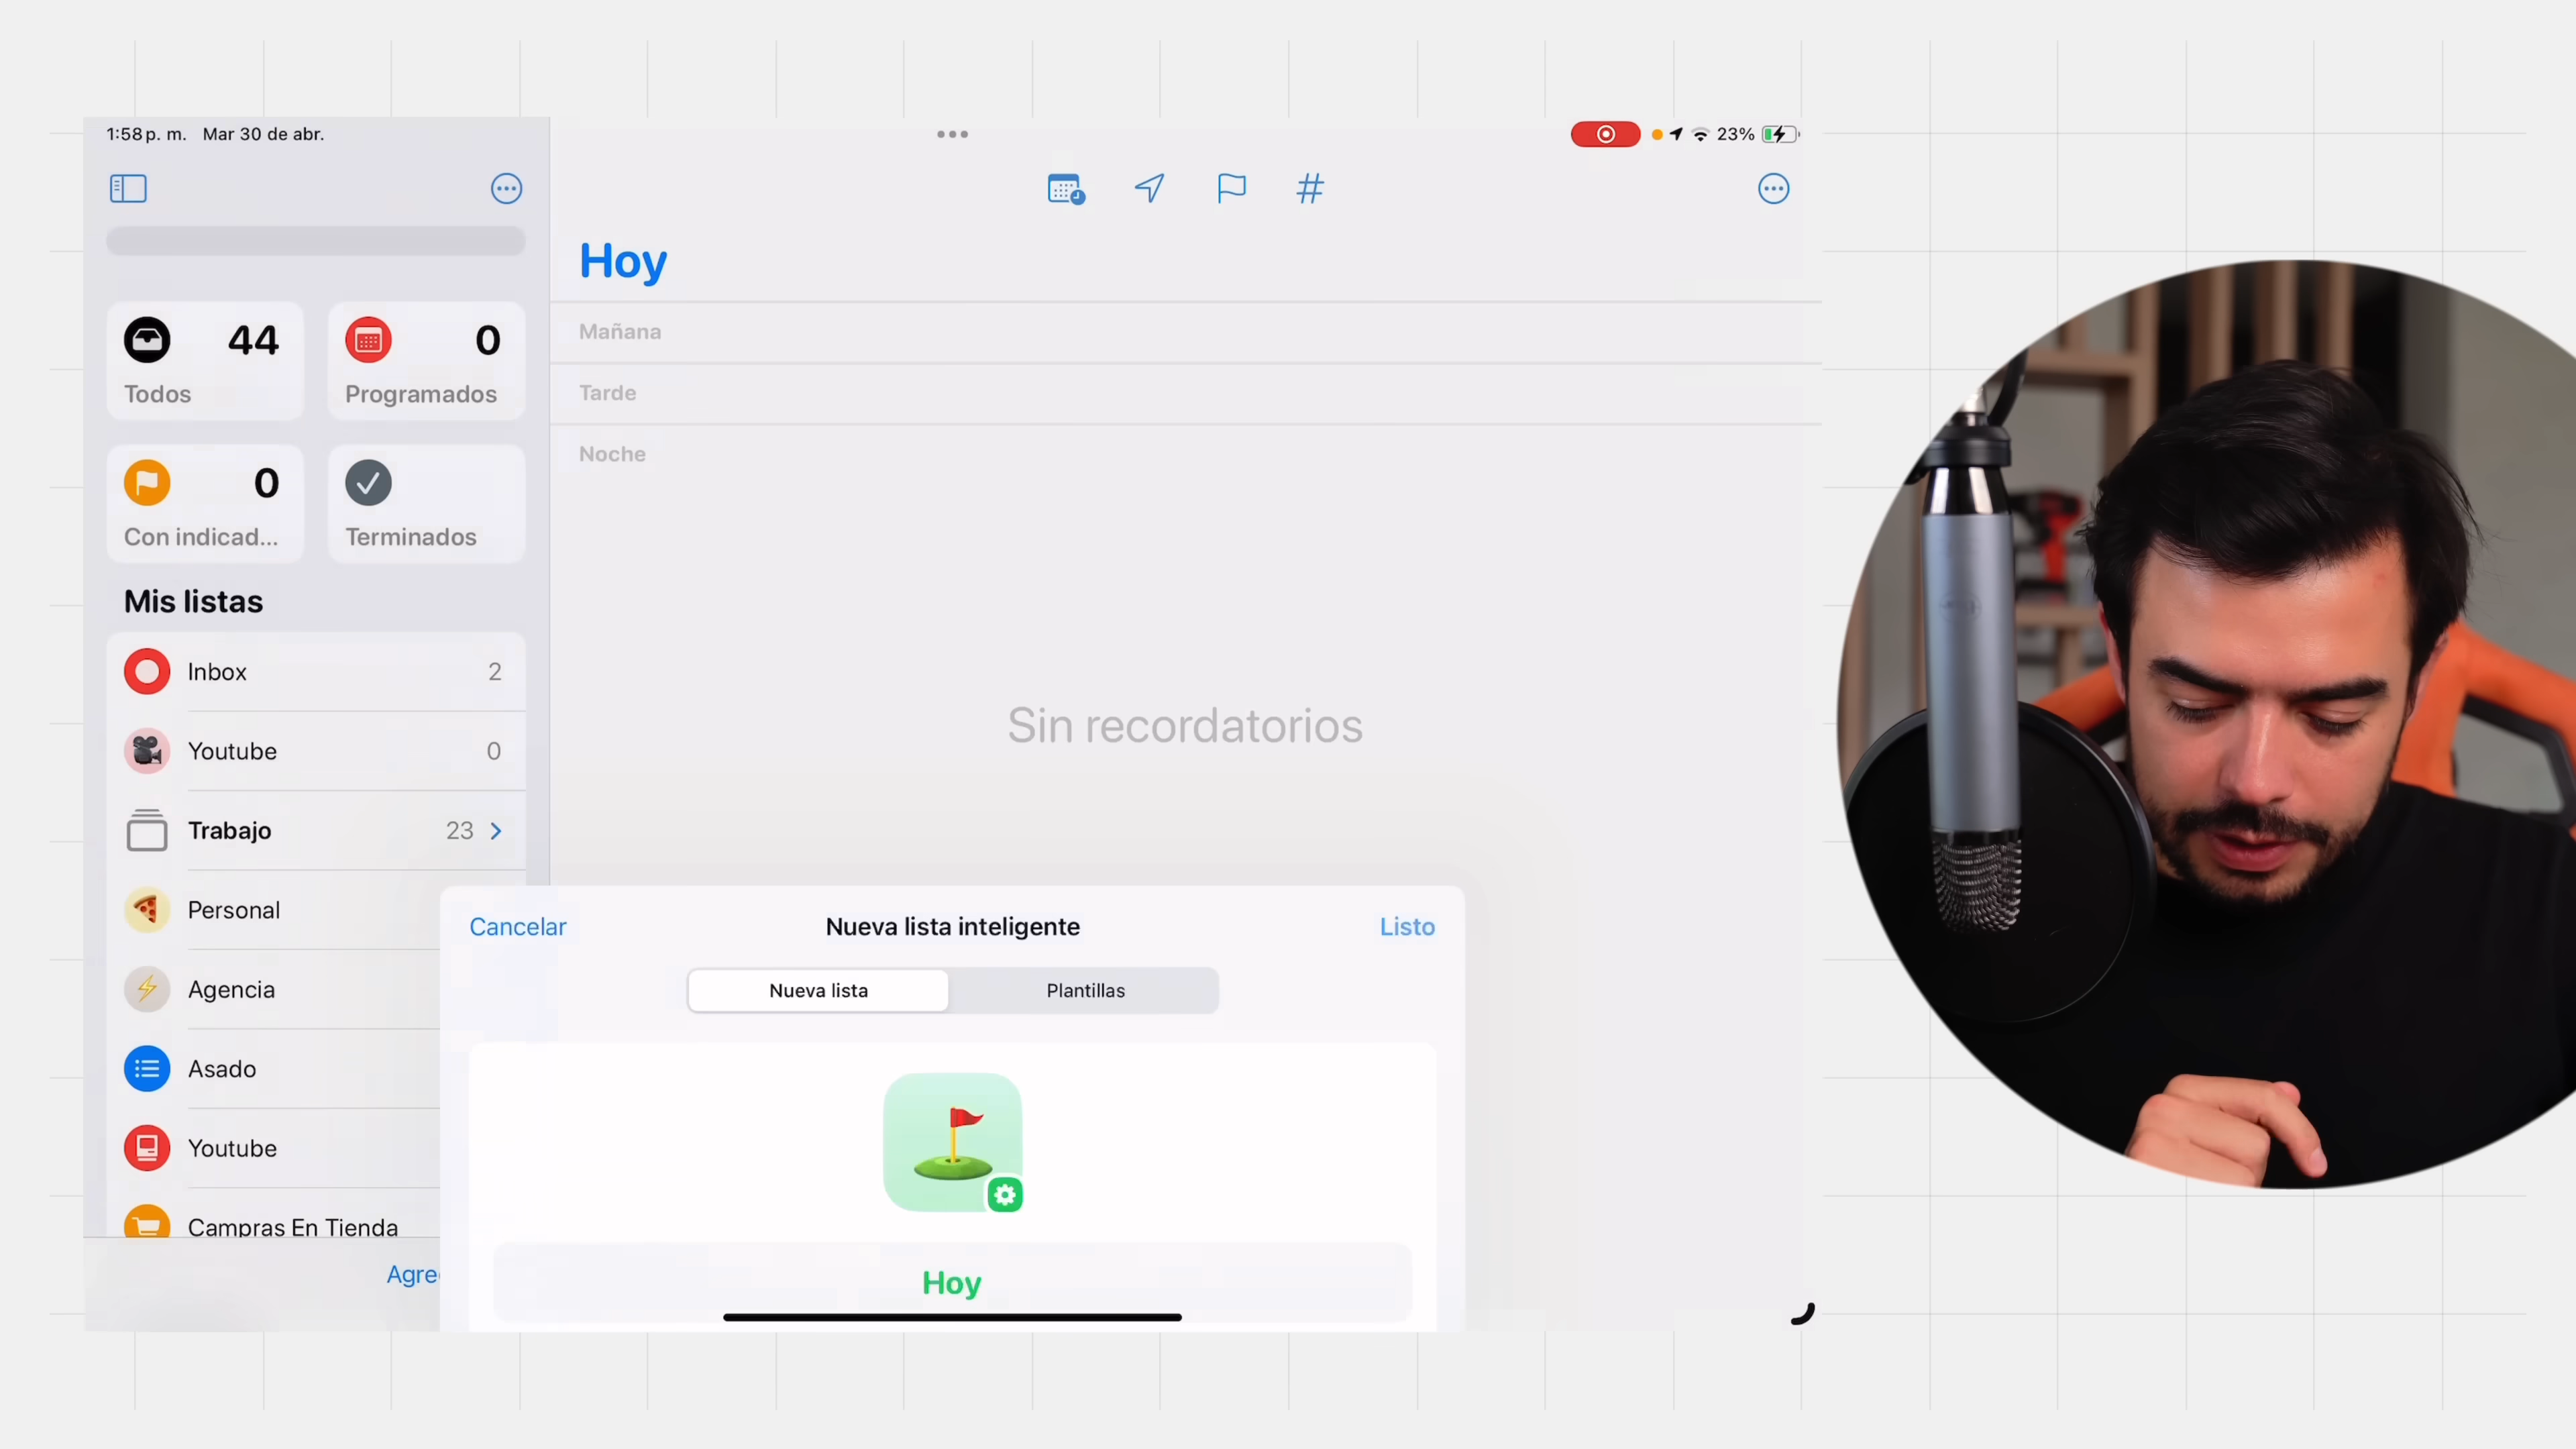 1:58 p. m. Mar 30 de abr.
23%
Hoy
Mañana
Tarde
Noche
Sin recordatorios
44
Todos
0
Programados
0
Con indicad...
Terminados
Mis listas
Inbox 2
Youtube 0
Trabajo 23
Personal
Agencia
Asado
Youtube
Campras En Tienda
Agre
Cancelar Nueva lista inteligente Listo
Nueva lista Plantillas
Hoy